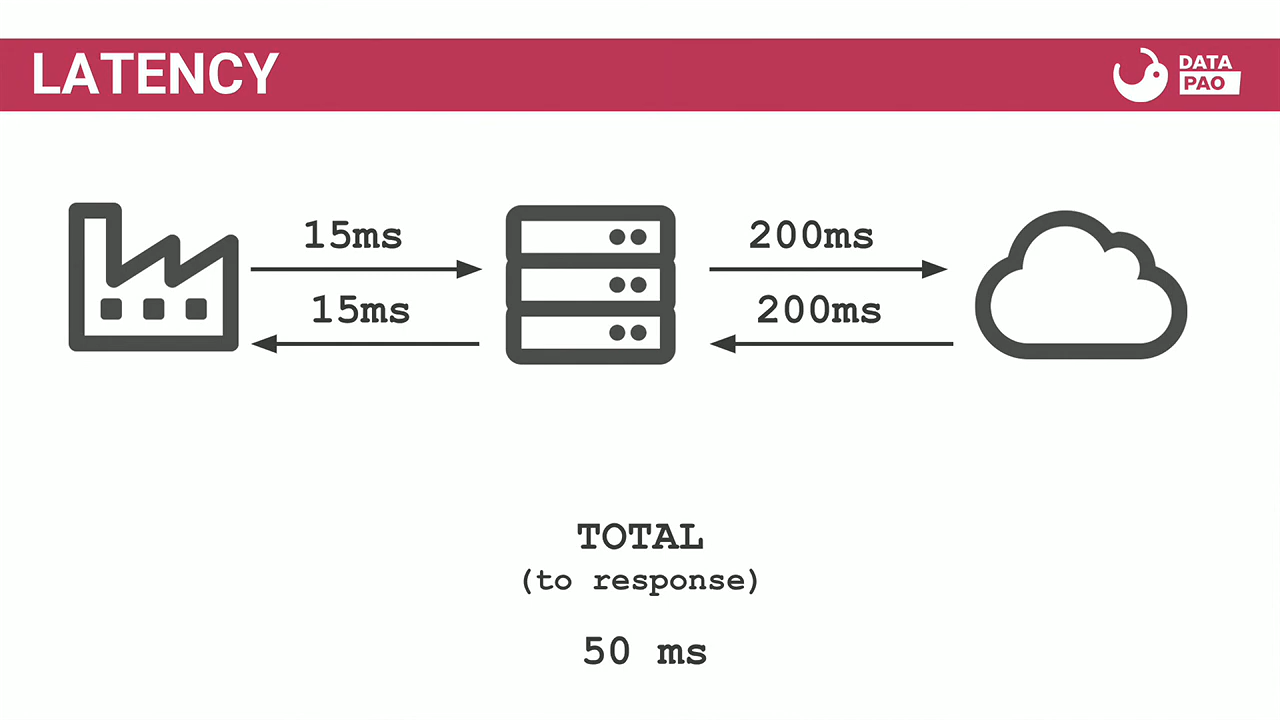 LATENCY
DATA
PAO
15ms
200ms
15ms
200ms
TOTAL
(to response)
50 ms